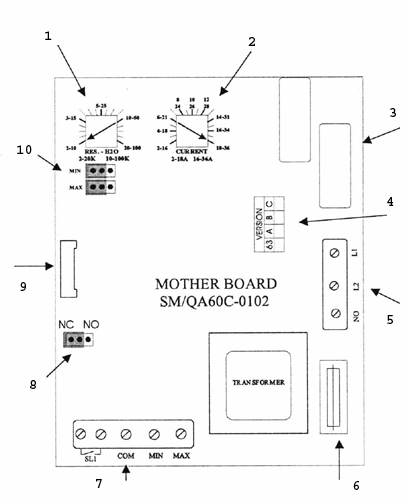 1
2
3
4
5
6
7
8
9
10
5-25
3-15
10-60
2-10
20-100
RES. - H2O
2-20K 10-100K
8 10 12
24 26 28
6-21
14-31
4-18
16-34
2-16
18-36
CURRENT
2-18A 16-36A
MIN
MAX
VERSION
63 A B C
L1
L2
NO
MOTHER BOARD
SM/QA60C-0102
NC NO
TRANSFORMER
SL1 COM MIN MAX